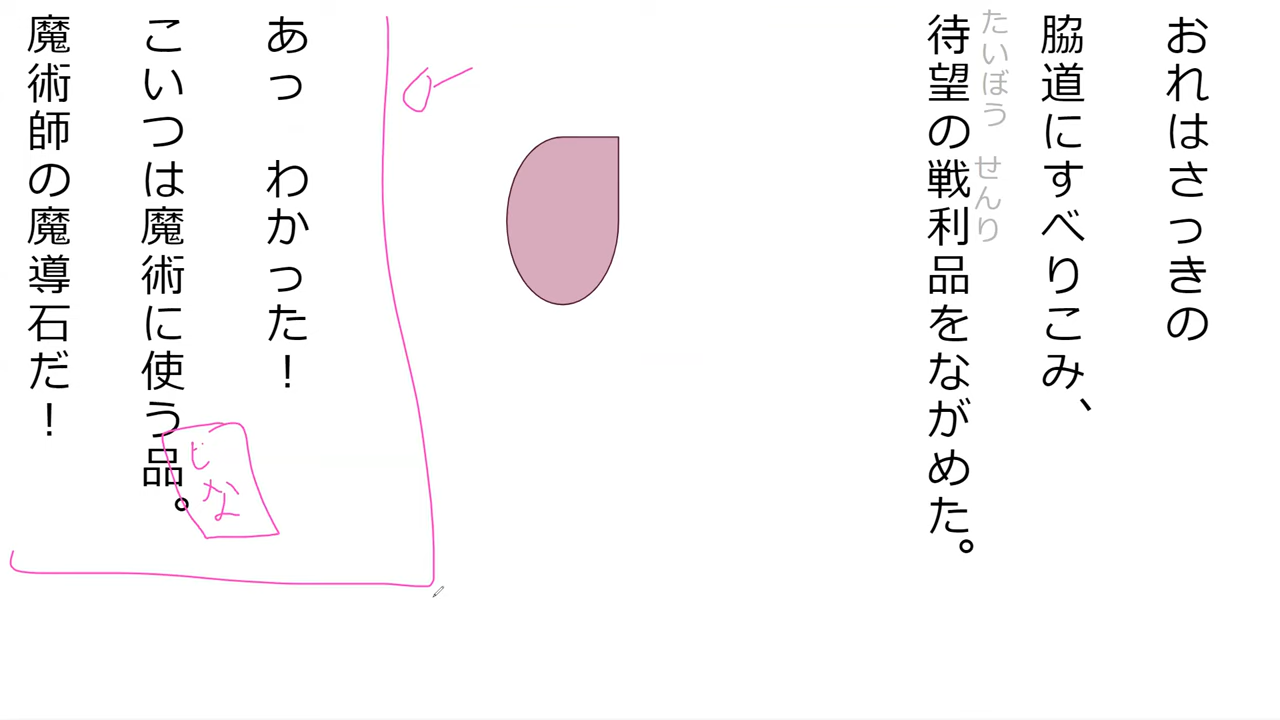 おれはさっきの
脇道にすべりこみ、
たいぼう せんり
待望の戦利品をながめた。
あっ わかった！
こいつは魔術に使う品。
しな
魔術師の魔導石だ！